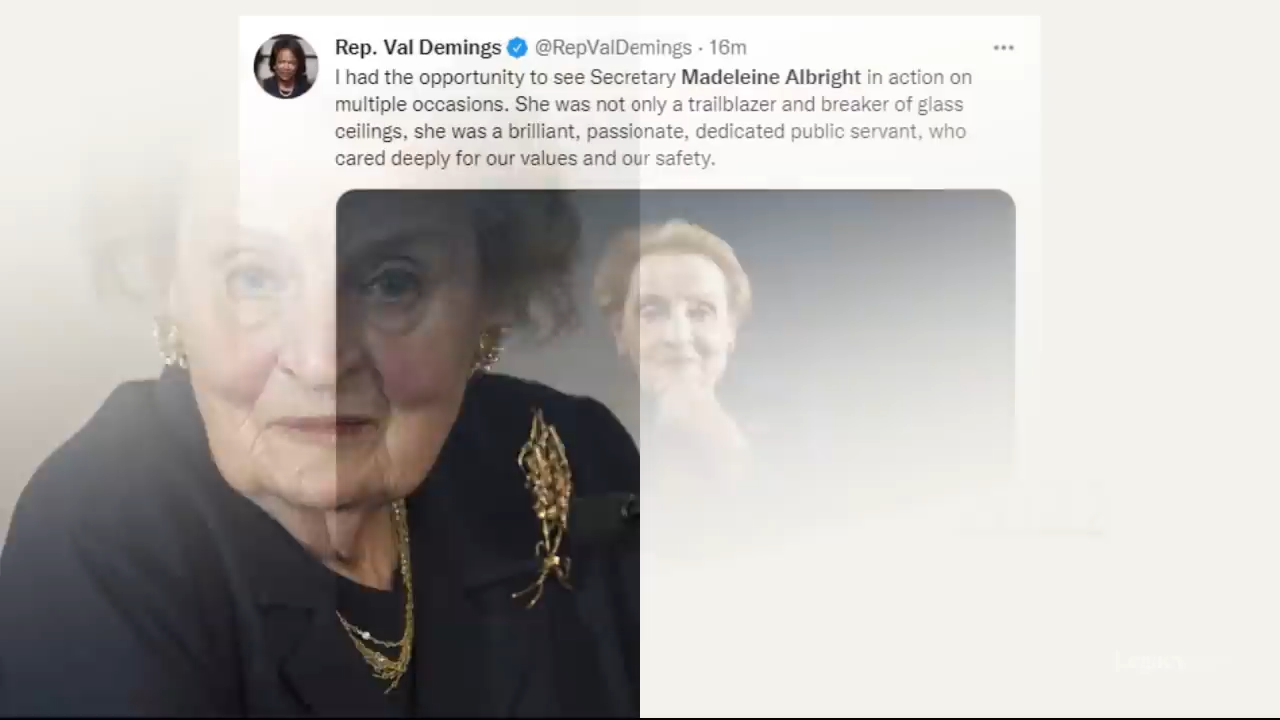 Rep. Val Demings @RepValDemings · 16m
I had the opportunity to see Secretary Madeleine Albright in action on
multiple occasions. She was not only a trailblazer and breaker of glass
ceilings, she was a brilliant, passionate, dedicated public servant, who
cared deeply for our values and our safety.
Legacy